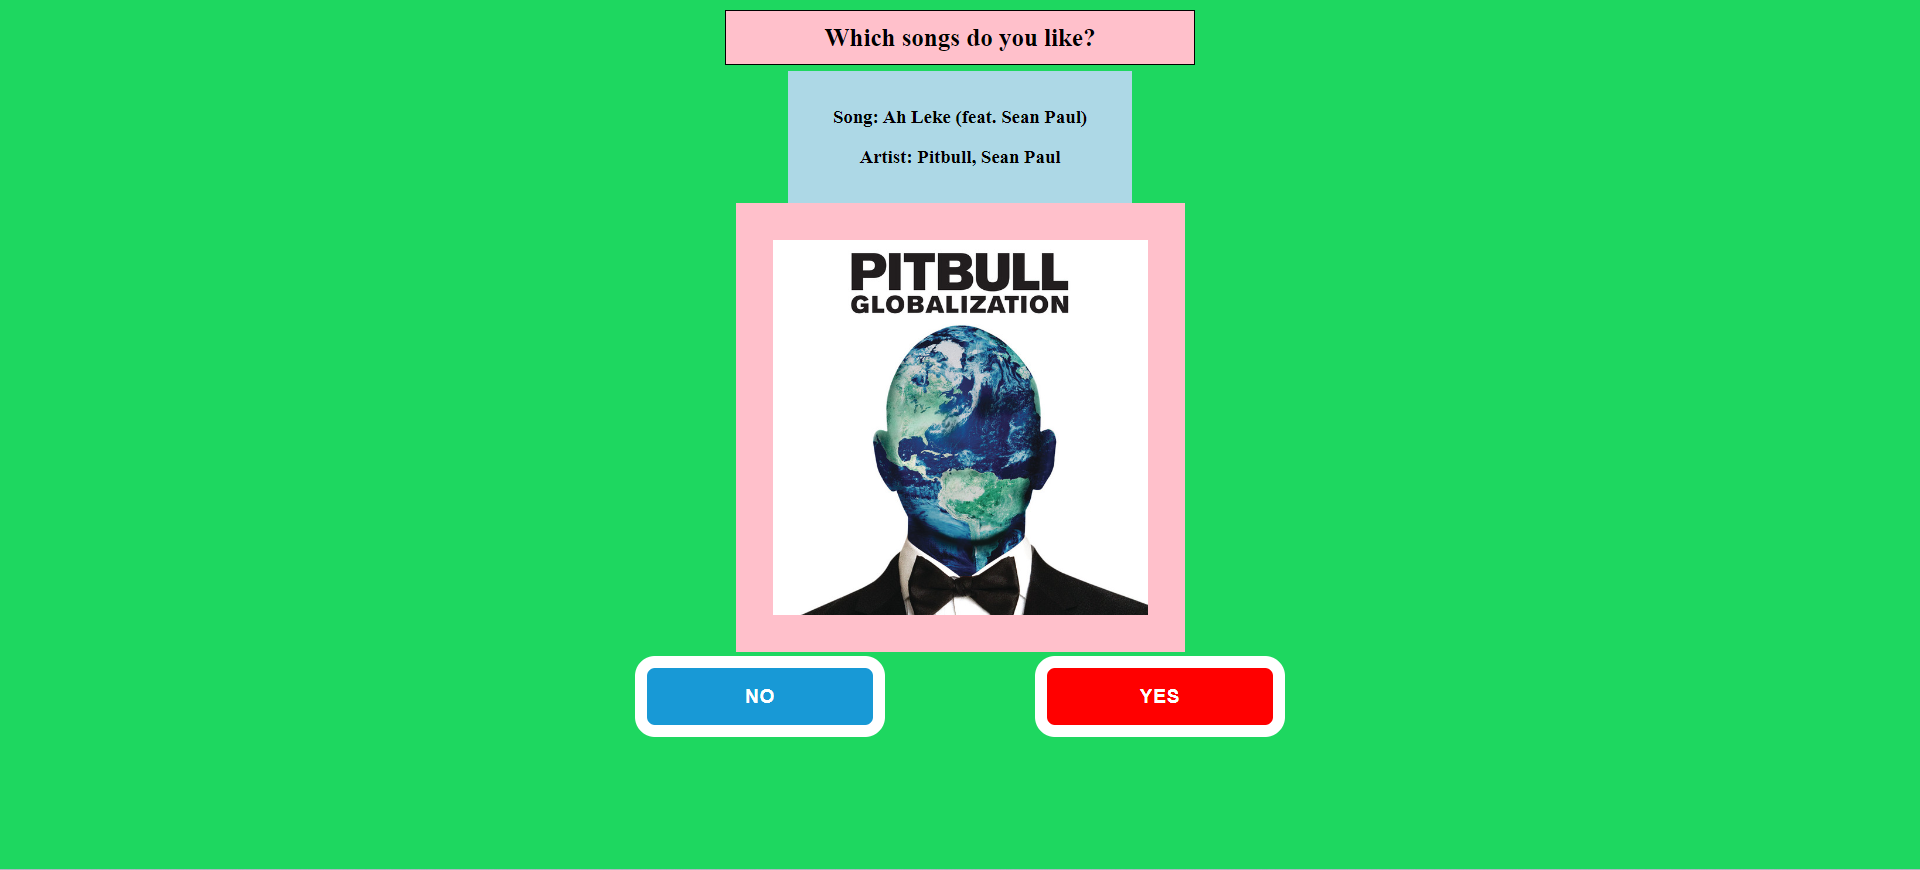 Which songs do you like?
Song: Ah Leke (feat. Sean Paul)
Artist: Pitbull, Sean Paul
PITBULL
GLOBALIZATION
NO
YES